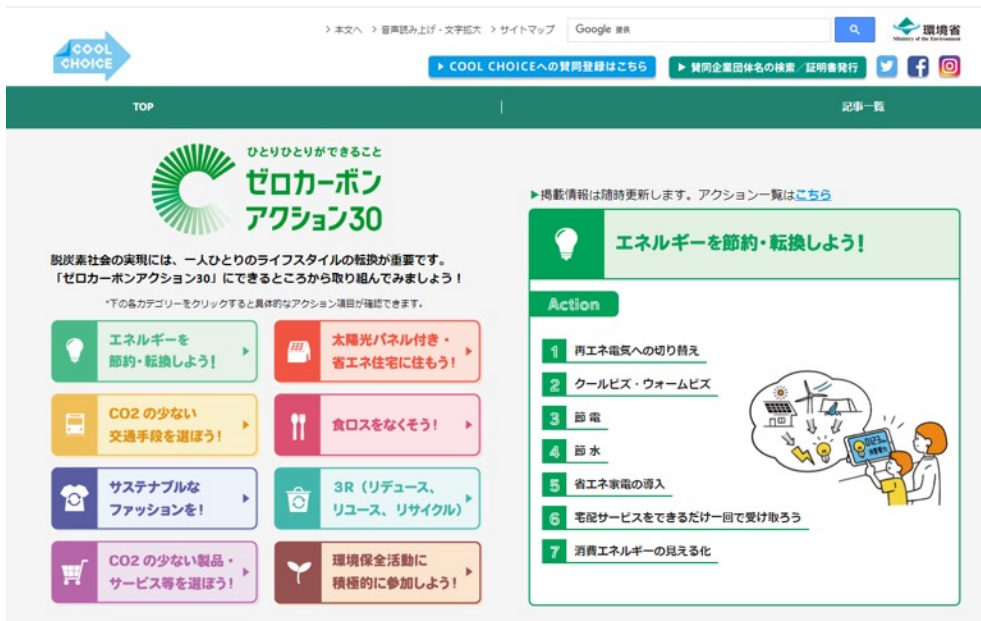 > 本文へ > 音声読み上げ・文字拡大 > サイトマップ
Google 提供
環境省
Ministry of the Environment
COOL
CHOICE
COOL CHOICEへの賛同登録はこちら
賛同企業団体名の検索／証明書発行
TOP
記事一覧
ひとりひとりができること
ゼロカーボン
アクション30
脱炭素社会の実現には、一人ひとりのライフスタイルの転換が重要です。
「ゼロカーボンアクション30」にできるところから取り組んでみましょう！
*下の各カテゴリーをクリックすると具体的なアクション項目が確認できます。
エネルギーを
節約・転換しよう！
太陽光パネル付き・
省エネ住宅に住もう！
CO2 の少ない
交通手段を選ぼう！
食ロスをなくそう！
サステナブルな
ファッションを！
3R（リデュース、
リユース、リサイクル）
CO2 の少ない製品・
サービス等を選ぼう！
環境保全活動に
積極的に参加しよう！
▶掲載情報は随時更新します。アクション一覧はこちら
エネルギーを節約・転換しよう！
Action
1 再エネ電気への切り替え
2 クールビズ・ウォームビズ
3 節電
4 節水
5 省エネ家電の導入
6 宅配サービスをできるだけ一回で受け取ろう
7 消費エネルギーの見える化